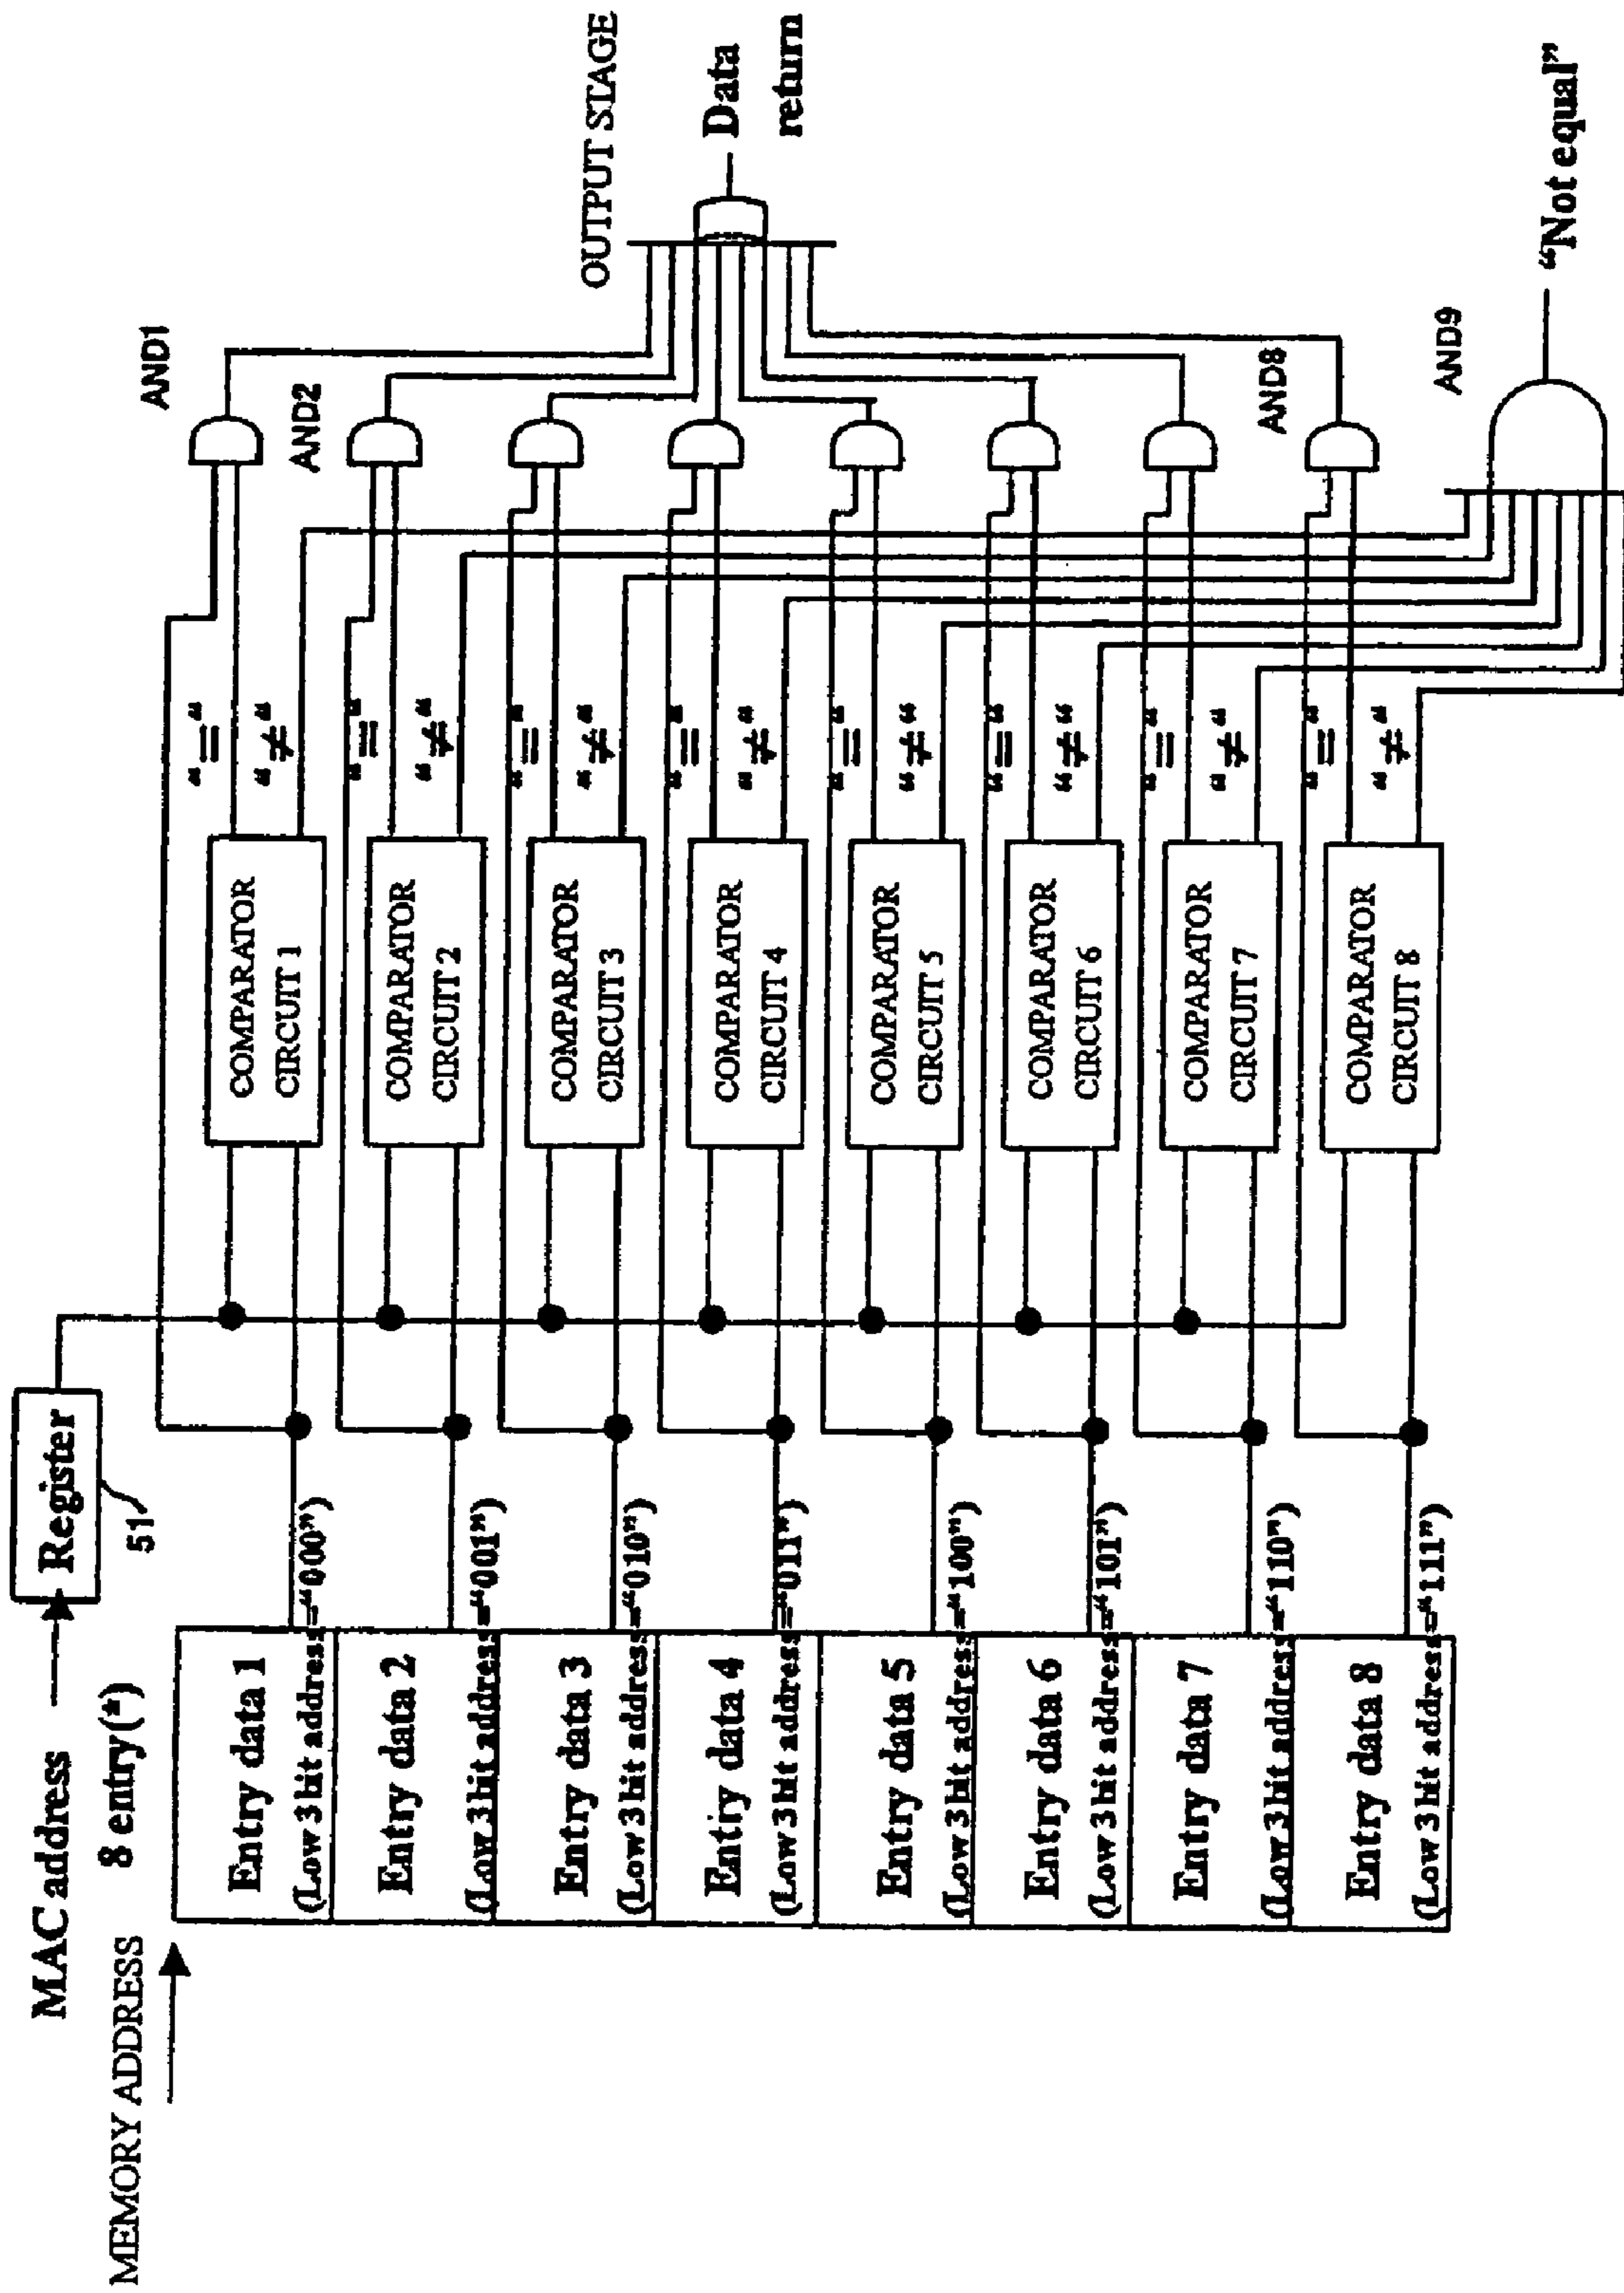 MAC address
Register
51
MEMORY ADDRESS
8 entry(*)
Entry data 1
(Low 3 bit address=“000”)
Entry data 2
(Low 3 bit address=“001”)
Entry data 3
(Low 3 bit address=“010”)
Entry data 4
(Low 3 bit address=“011”)
Entry data 5
(Low 3 bit address=“100”)
Entry data 6
(Low 3 bit address=“101”)
Entry data 7
(Low 3 bit address=“110”)
Entry data 8
(Low 3 bit address=“111”)
COMPARATOR
CIRCUIT 1
COMPARATOR
CIRCUIT 2
COMPARATOR
CIRCUIT 3
COMPARATOR
CIRCUIT 4
COMPARATOR
CIRCUIT 5
COMPARATOR
CIRCUIT 6
COMPARATOR
CIRCUIT 7
COMPARATOR
CIRCUIT 8
“=“
“≠“
“=“
“≠“
“=“
“≠“
“=“
“≠“
“=“
“≠“
“=“
“≠“
“=“
“≠“
“=“
“≠“
AND1
AND2
AND8
AND9
OUTPUT STAGE
Data
return
“Not equal”